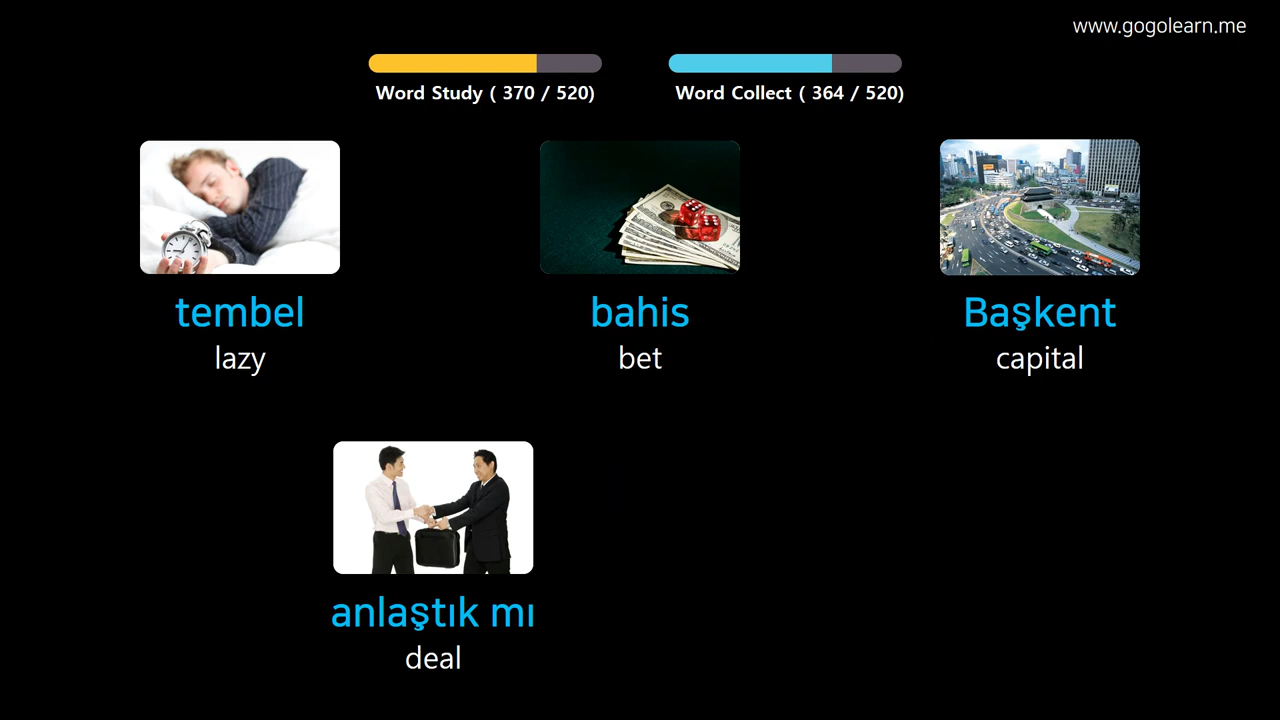 www.gogolearn.me
Word Study ( 370 / 520)
Word Collect ( 364 / 520)
tembel
lazy
bahis
bet
Başkent
capital
anlaştık mı
deal